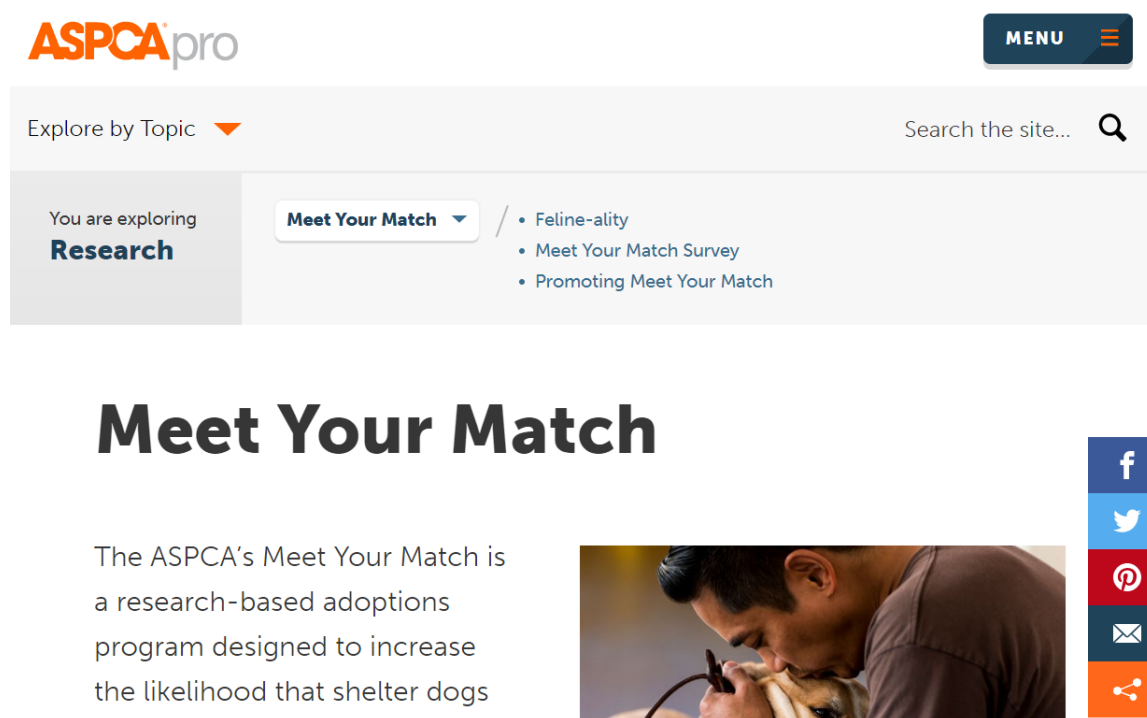 ASPCA® pro
MENU
Explore by Topic
Search the site...
You are exploring
Research
Meet Your Match
• Feline-ality
• Meet Your Match Survey
• Promoting Meet Your Match
Meet Your Match
The ASPCA's Meet Your Match is
a research-based adoptions
program designed to increase
the likelihood that shelter dogs